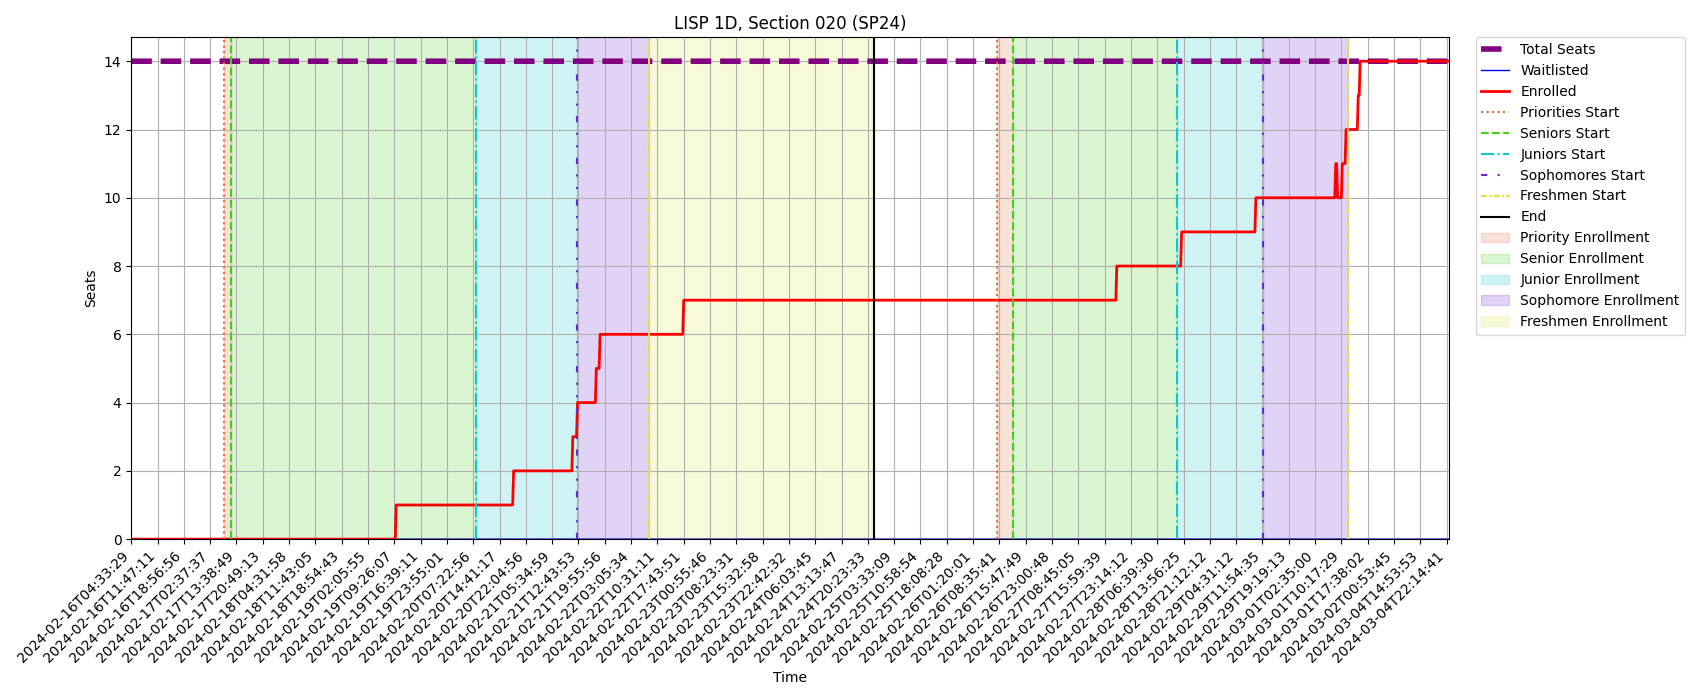 LISP 1D, Section 020 (SP24)
14
12
10
8
6
4
2
0
Seats
2024-02-16T04:33:29
2024-02-16T11:47:11
2024-02-16T18:56:56
2024-02-17T02:37:37
2024-02-17T13:38:49
2024-02-17T20:49:13
2024-02-18T04:31:58
2024-02-18T11:43:05
2024-02-18T18:54:43
2024-02-19T02:05:55
2024-02-19T09:26:07
2024-02-19T16:39:11
2024-02-19T23:55:01
2024-02-20T07:22:56
2024-02-20T14:41:17
2024-02-20T22:04:56
2024-02-21T05:34:59
2024-02-21T12:43:53
2024-02-21T19:55:56
2024-02-22T03:05:34
2024-02-22T10:31:11
2024-02-22T17:43:51
2024-02-23T00:55:46
2024-02-23T08:23:31
2024-02-23T15:32:58
2024-02-23T22:42:32
2024-02-24T06:03:45
2024-02-24T13:13:47
2024-02-24T20:23:33
2024-02-25T03:33:09
2024-02-25T10:58:54
2024-02-25T18:08:28
2024-02-26T01:20:01
2024-02-26T08:35:41
2024-02-26T15:47:49
2024-02-26T23:00:48
2024-02-27T08:45:05
2024-02-27T15:59:39
2024-02-27T23:14:12
2024-02-28T06:39:30
2024-02-28T13:56:25
2024-02-28T21:12:12
2024-02-29T04:31:12
2024-02-29T11:54:35
2024-02-29T19:19:13
2024-03-01T02:35:00
2024-03-01T10:17:29
2024-03-01T17:38:02
2024-03-02T00:53:45
2024-03-04T14:53:53
2024-03-04T22:14:41
Time
Total Seats
Waitlisted
Enrolled
Priorities Start
Seniors Start
Juniors Start
Sophomores Start
Freshmen Start
End
Priority Enrollment
Senior Enrollment
Junior Enrollment
Sophomore Enrollment
Freshmen Enrollment